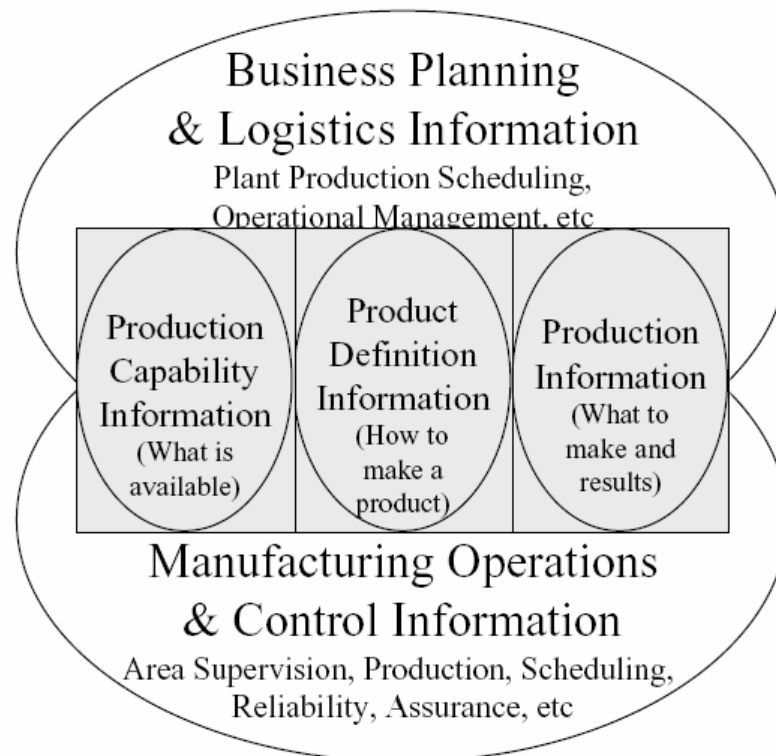 Business Planning
& Logistics Information
Plant Production Scheduling,
Operational Management, etc
Production
Capability
Information
(What is
available)
Product
Definition
Information
(How to
make a
product)
Production
Information
(What to
make and
results)
Manufacturing Operations
& Control Information
Area Supervision, Production, Scheduling,
Reliability, Assurance, etc